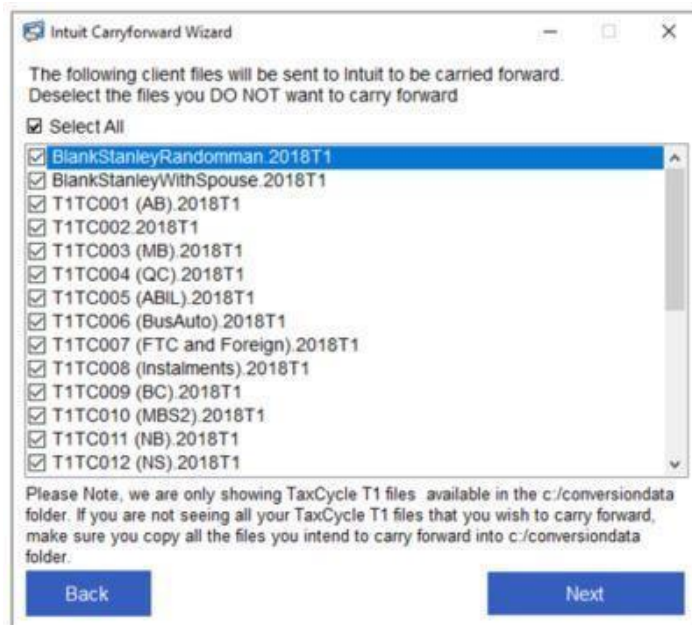 Intuit Carryforward Wizard
The following client files will be sent to Intuit to be carried forward.
Deselect the files you DO NOT want to carry forward
Select All
BlankStanleyRandomman.2018T1
BlankStanleyWithSpouse.2018T1
T1TC001 (AB).2018T1
T1TC002.2018T1
T1TC003 (MB).2018T1
T1TC004 (QC).2018T1
T1TC005 (ABIL).2018T1
T1TC006 (BusAuto).2018T1
T1TC007 (FTC and Foreign).2018T1
T1TC008 (Instalments).2018T1
T1TC009 (BC).2018T1
T1TC010 (MBS2).2018T1
T1TC011 (NB).2018T1
T1TC012 (NS).2018T1
Please Note, we are only showing TaxCycle T1 files available in the c:/conversiondata
folder. If you are not seeing all your TaxCycle T1 files that you wish to carry forward,
make sure you copy all the files you intend to carry forward into c:/conversiondata
folder.
Back
Next